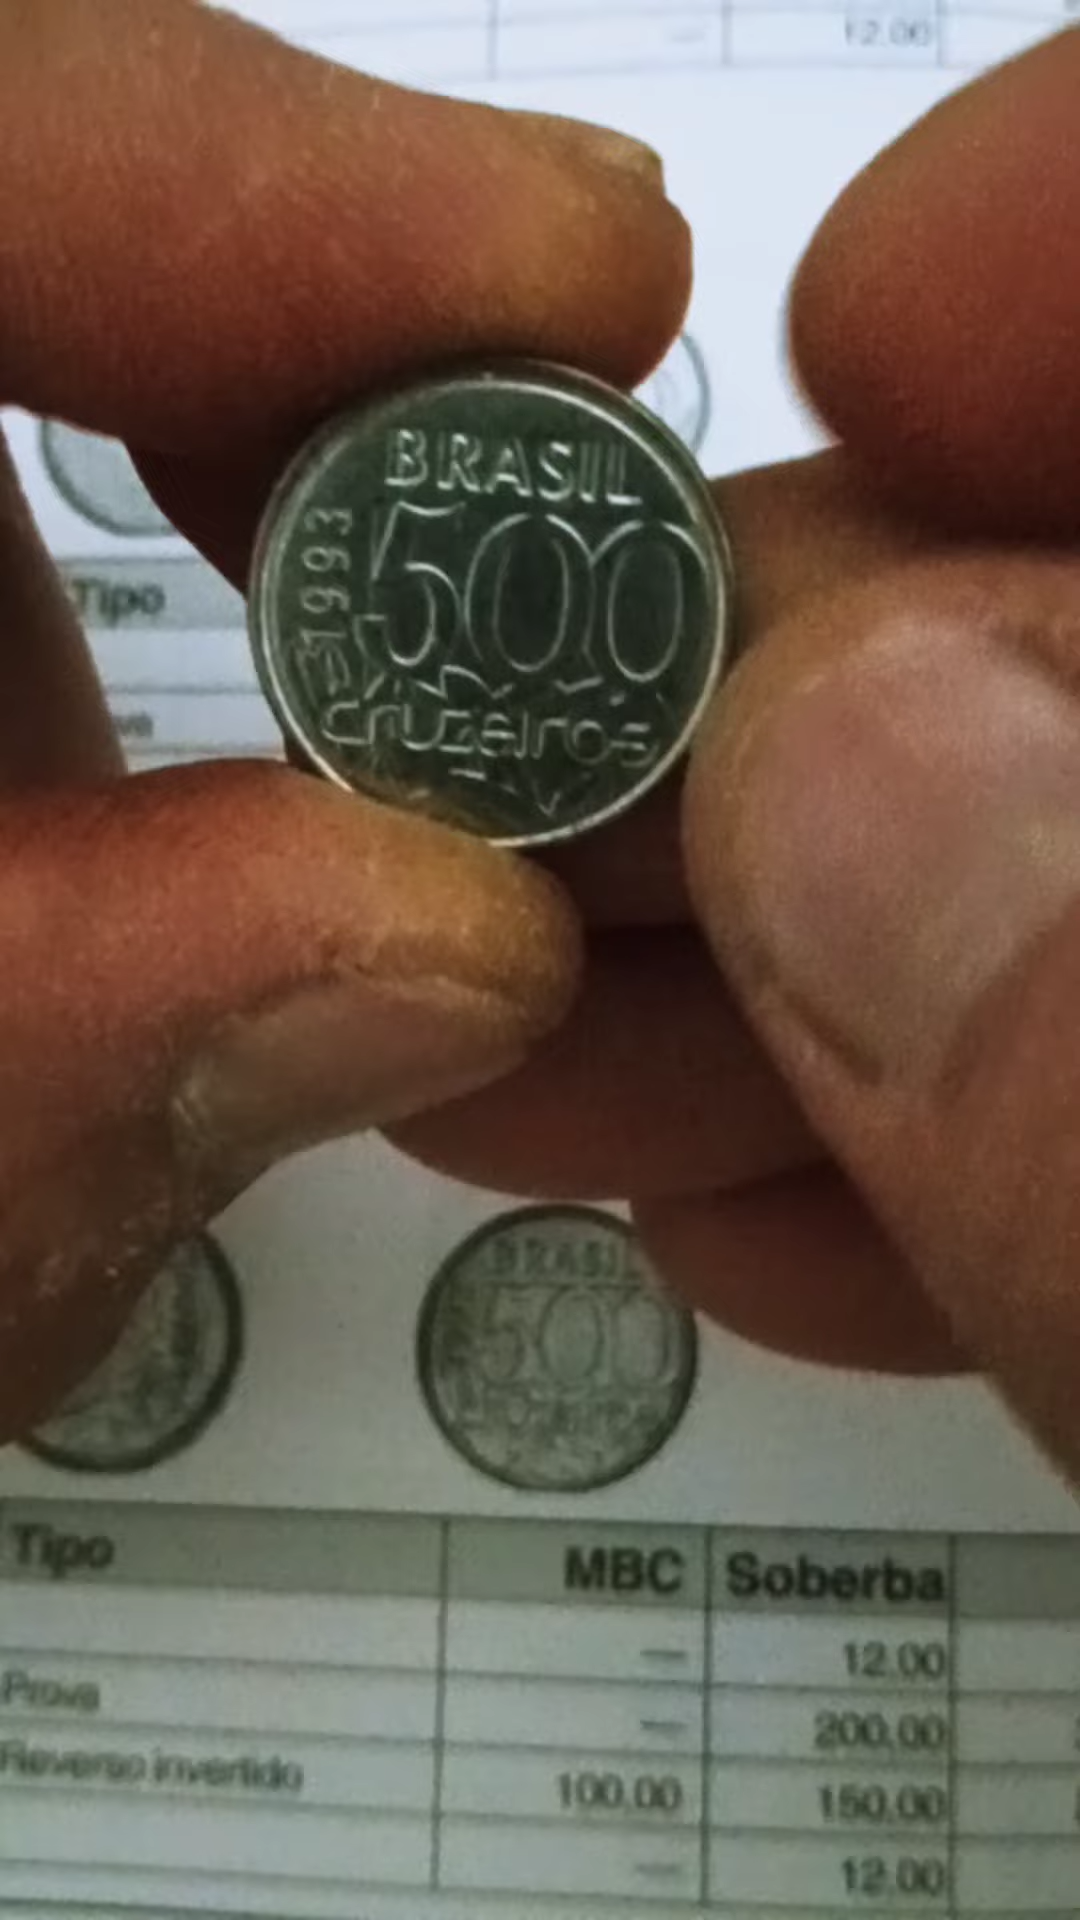 12.00
BRASIL
1993
500
cruzeiros
Tipo
BRASIL
500
Tipo MBC Soberba
— 12.00
Prova — 200.00
Reverso invertido 100.00 150.00
— 12.00